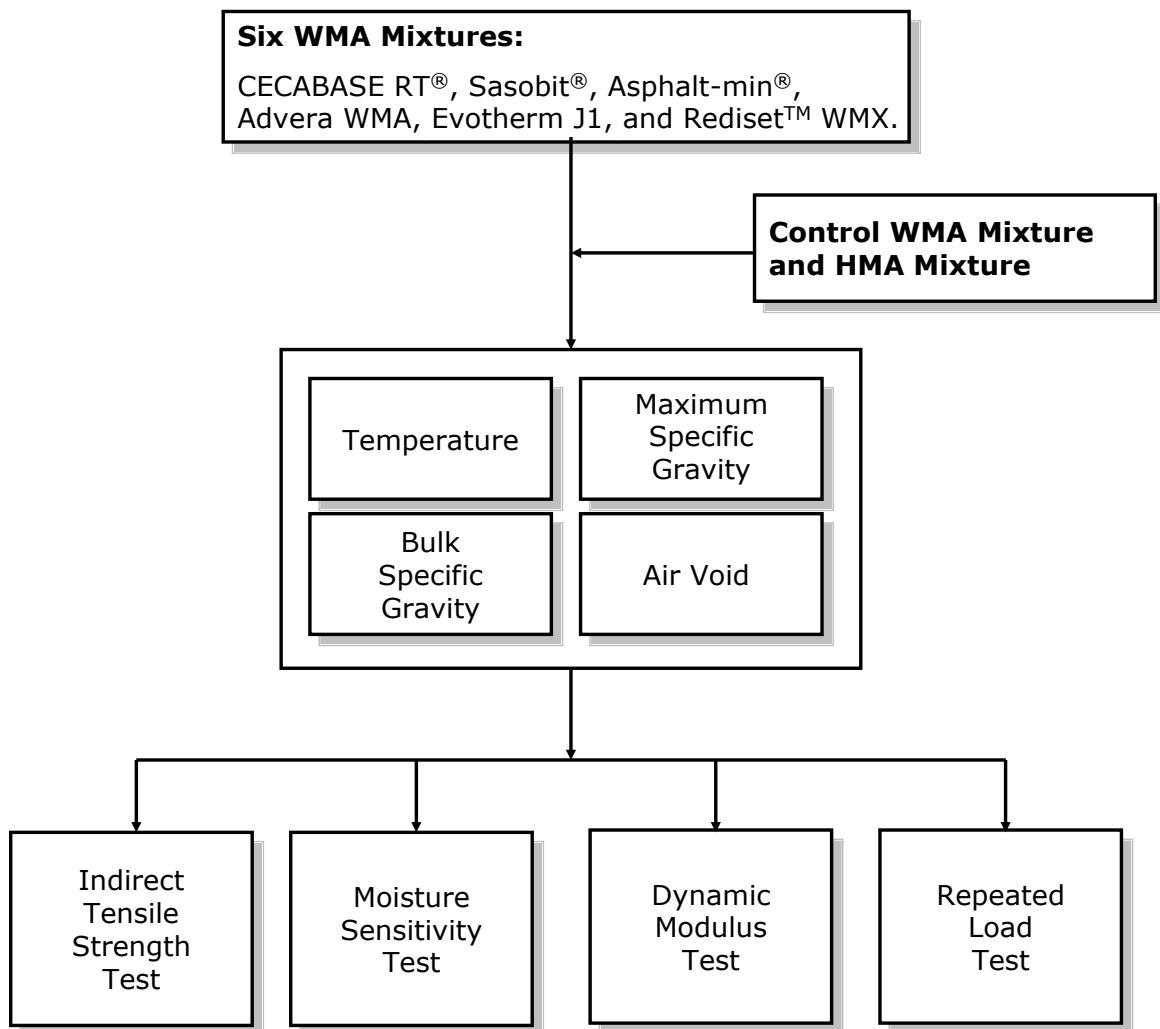 Six WMA Mixtures:
CECABASE RT®, Sasobit®, Asphalt-min®,
Advera WMA, Evotherm J1, and Rediset™ WMX.
Control WMA Mixture
and HMA Mixture
Temperature
Maximum
Specific
Gravity
Bulk
Specific
Gravity
Air Void
Indirect
Tensile
Strength
Test
Moisture
Sensitivity
Test
Dynamic
Modulus
Test
Repeated
Load
Test